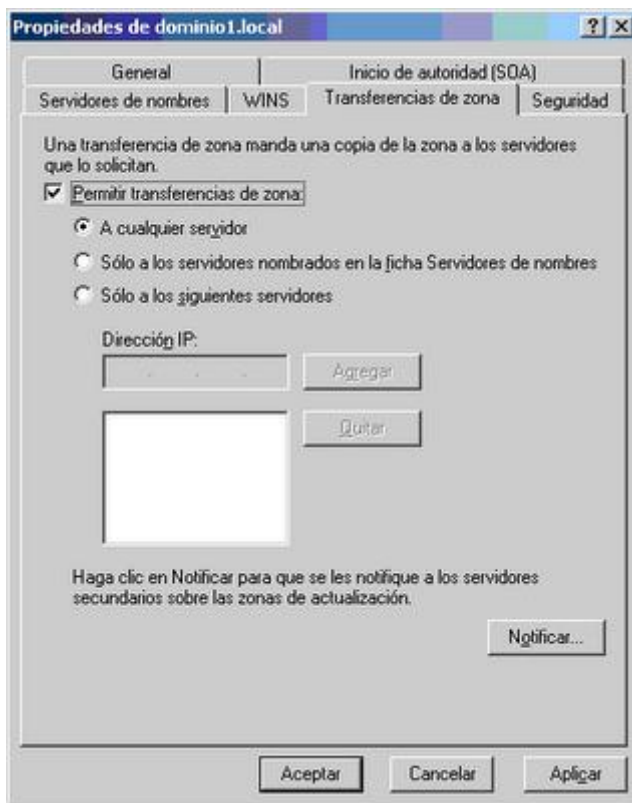 Propiedades de dominio1.local
General
Inicio de autoridad (SOA)
Servidores de nombres
WINS
Transferencias de zona
Seguridad
Una transferencia de zona manda una copia de la zona a los servidores
que lo solicitan.
Permitir transferencias de zona:
A cualquier servidor
Sólo a los servidores nombrados en la ficha Servidores de nombres
Sólo a los siguientes servidores
Dirección IP:
Agregar
Quitar
Haga clic en Notificar para que se les notifique a los servidores
secundarios sobre las zonas de actualización.
Notificar...
Aceptar
Cancelar
Aplicar